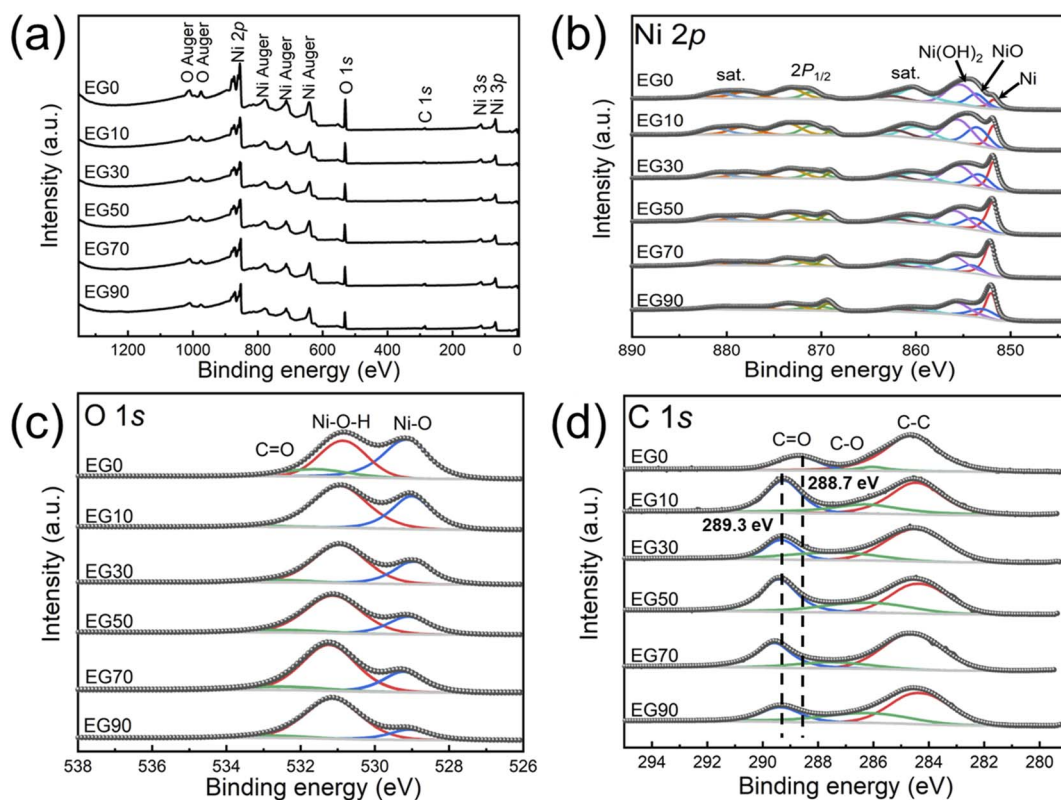 (a)
O Auger
O Auger
Ni 2p
Ni Auger
Ni Auger
Ni Auger
O 1s
C 1s
Ni 3s
Ni 3p
EG0
EG10
EG30
EG50
EG70
EG90
Intensity (a.u.)
1200 1000 800 600 400 200 0
Binding energy (eV)
(b)
Ni 2p
Ni(OH)₂
NiO
Ni
sat. 2P₁/₂ sat.
EG0
EG10
EG30
EG50
EG70
EG90
Intensity (a.u.)
890 880 870 860 850
Binding energy (eV)
(c)
O 1s
C=O Ni-O-H Ni-O
EG0
EG10
EG30
EG50
EG70
EG90
Intensity (a.u.)
538 536 534 532 530 528 526
Binding energy (eV)
(d)
C 1s
C=O C-O C-C
EG0
288.7 eV
EG10
289.3 eV
EG30
EG50
EG70
EG90
Intensity (a.u.)
294 292 290 288 286 284 282 280
Binding energy (eV)